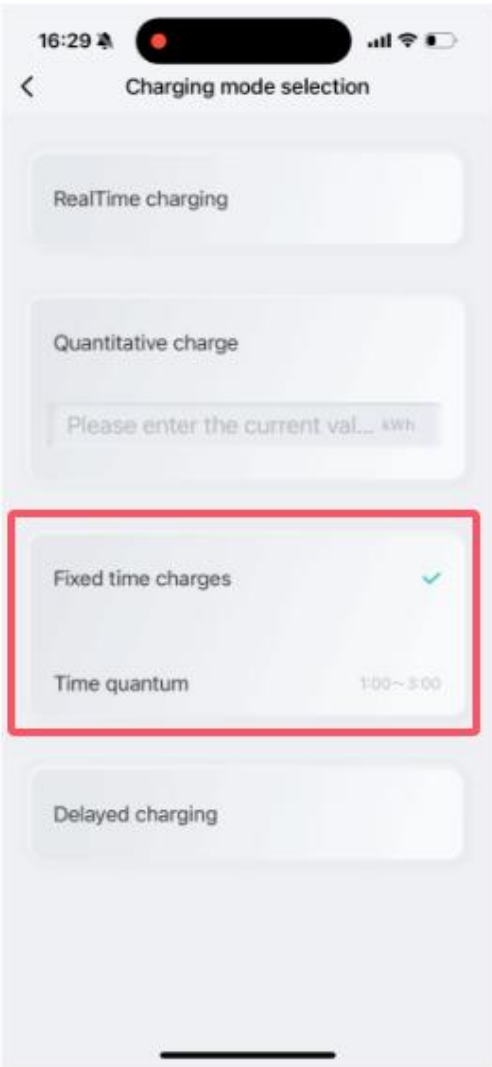 16:29
Charging mode selection
RealTime charging
Quantitative charge
Please enter the current val... kWh
Fixed time charges
Time quantum 1:00~3:00
Delayed charging